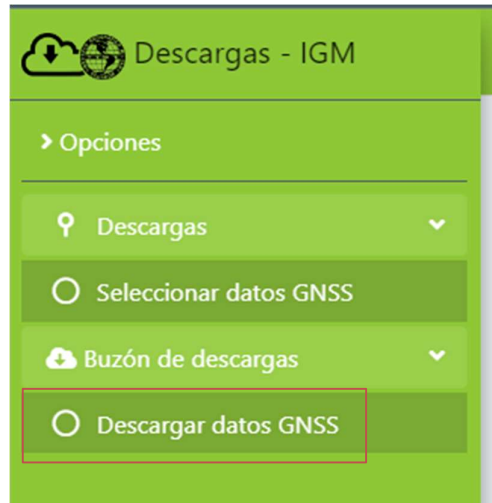 Descargas - IGM
Opciones
Descargas
Seleccionar datos GNSS
Buzón de descargas
Descargar datos GNSS